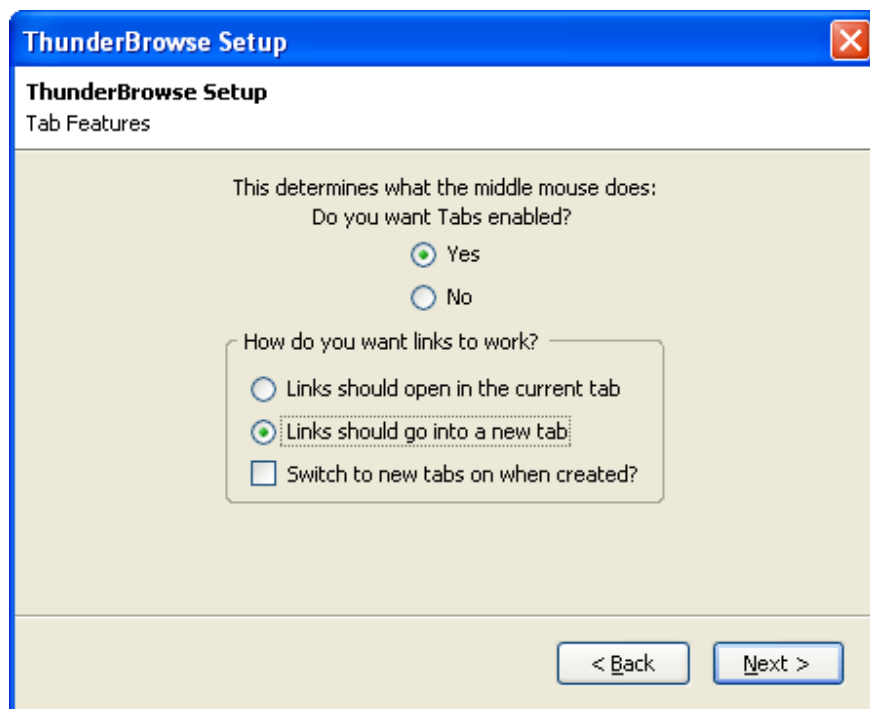 ThunderBrowse Setup
ThunderBrowse Setup
Tab Features
This determines what the middle mouse does:
Do you want Tabs enabled?
Yes
No
How do you want links to work?
Links should open in the current tab
Links should go into a new tab
Switch to new tabs on when created?
< Back
Next >